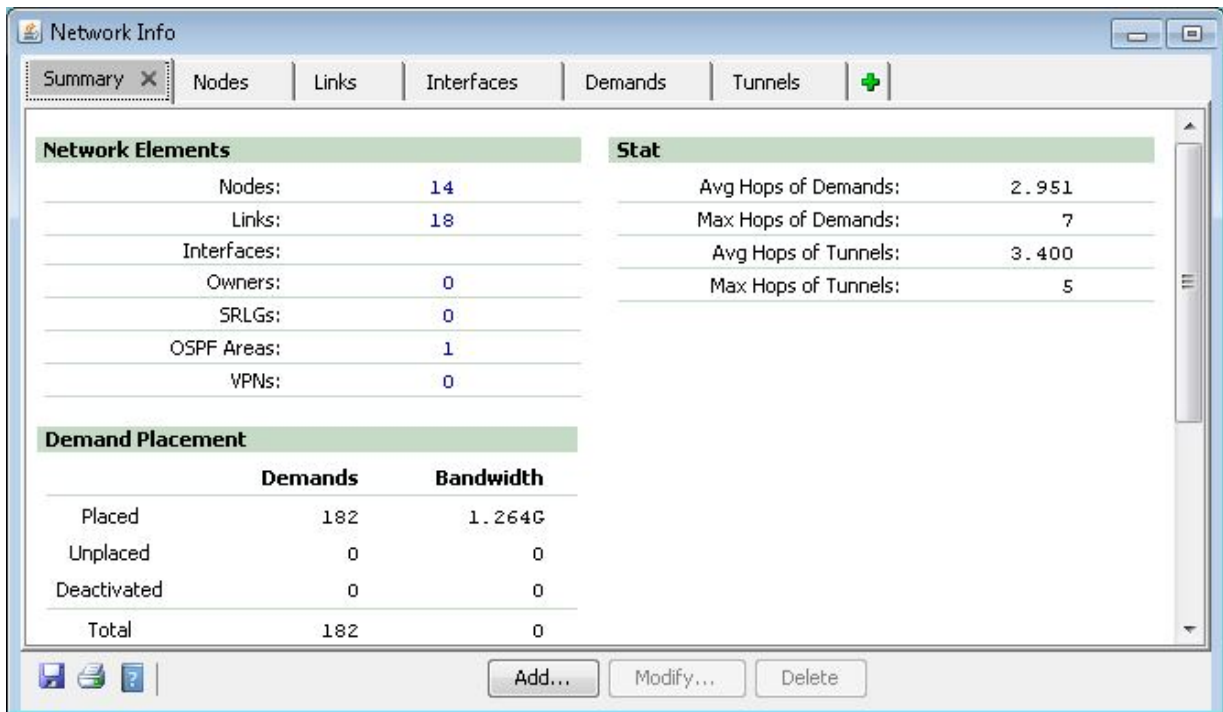 Network Info
Summary Nodes Links Interfaces Demands Tunnels
Network Elements
Nodes: 14
Links: 18
Interfaces:
Owners: 0
SRLGs: 0
OSPF Areas: 1
VPNs: 0
Stat
Avg Hops of Demands: 2.951
Max Hops of Demands: 7
Avg Hops of Tunnels: 3.400
Max Hops of Tunnels: 5
Demand Placement
Demands Bandwidth
Placed 182 1.264G
Unplaced 0 0
Deactivated 0 0
Total 182 0
Add... Modify... Delete